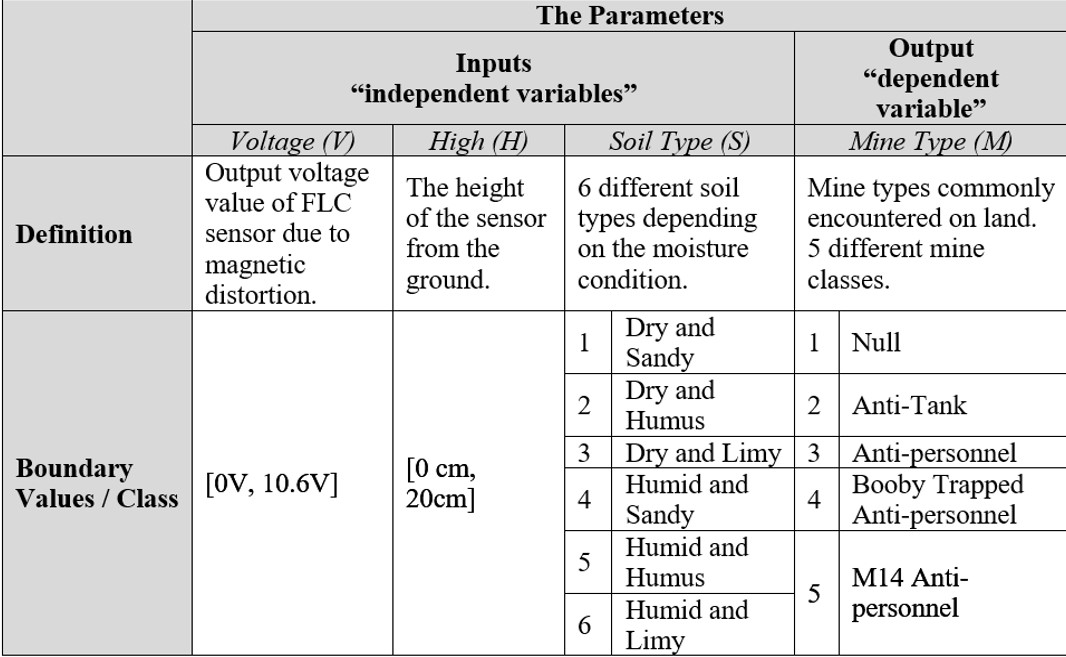 The Parameters
Inputs
“independent variables”
Output
“dependent
variable”
Voltage (V)
High (H)
Soil Type (S)
Mine Type (M)
Definition
Output voltage
value of FLC
sensor due to
magnetic
distortion.
The height
of the sensor
from the
ground.
6 different soil
types depending
on the moisture
condition.
Mine types commonly
encountered on land.
5 different mine
classes.
Boundary
Values / Class
[0V, 10.6V]
[0 cm,
20cm]
1
Dry and
Sandy
2
Dry and
Humus
3
Dry and Limy
4
Humid and
Sandy
5
Humid and
Humus
6
Humid and
Limy
1
Null
2
Anti-Tank
3
Anti-personnel
4
Booby Trapped
Anti-personnel
5
M14 Anti-
personnel